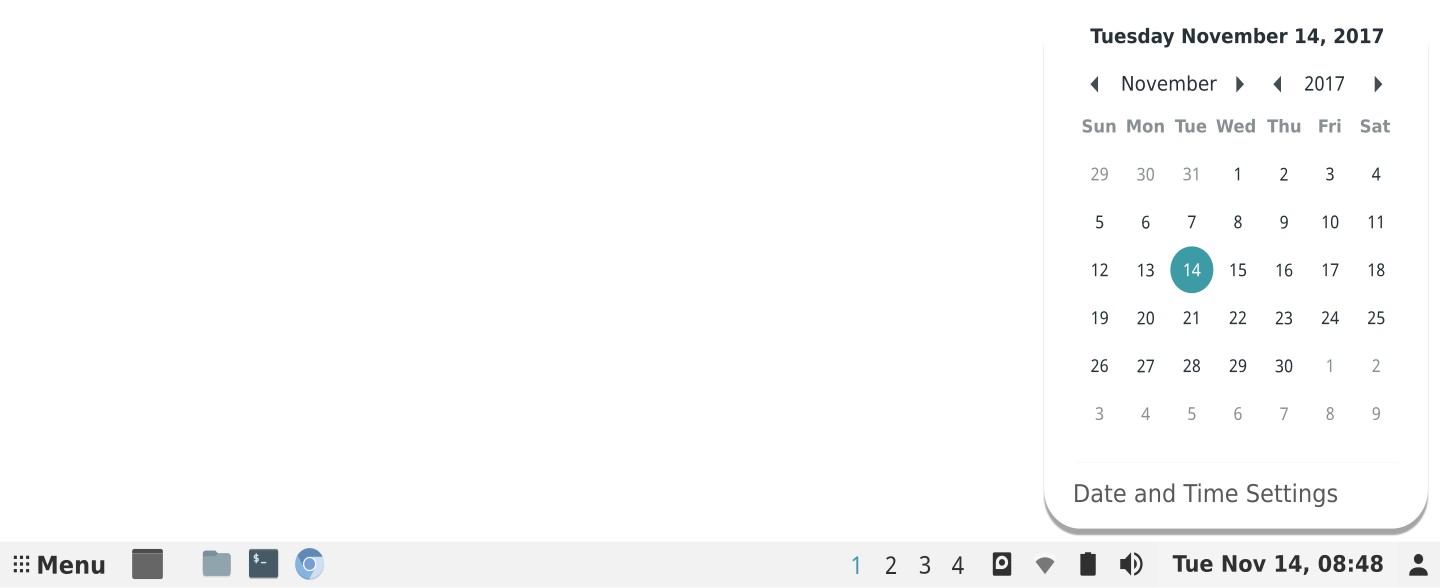 Tuesday November 14, 2017
November 2017
Sun Mon Tue Wed Thu Fri Sat
29 30 31 1 2 3 4
5 6 7 8 9 10 11
12 13 14 15 16 17 18
19 20 21 22 23 24 25
26 27 28 29 30 1 2
3 4 5 6 7 8 9
Date and Time Settings
Menu $_ 1 2 3 4 Tue Nov 14, 08:48